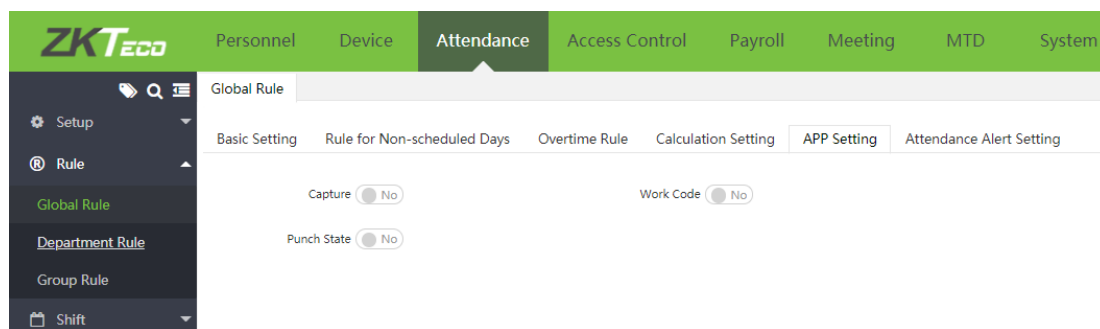 ZKTECO Personnel Device Attendance Access Control Payroll Meeting MTD System
Global Rule
Setup
Basic Setting Rule for Non-scheduled Days Overtime Rule Calculation Setting APP Setting Attendance Alert Setting
® Rule
Capture No Work Code No
Global Rule
Punch State No
Department Rule
Group Rule
Shift